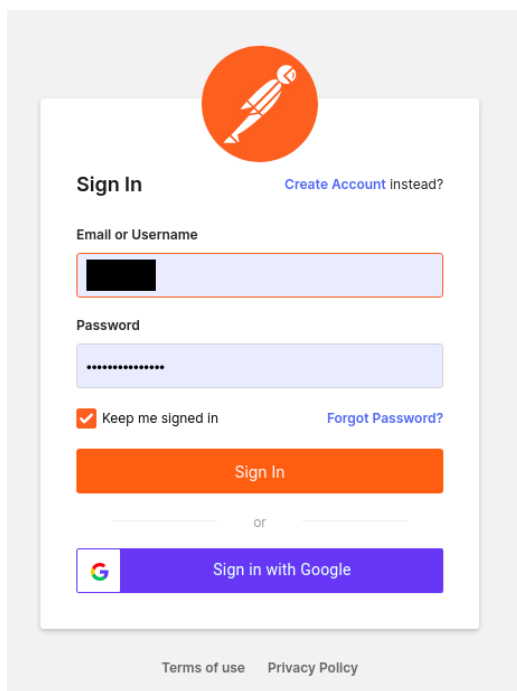 Sign In
Create Account instead?
Email or Username
Password
•••••••••••••••
Keep me signed in
Forgot Password?
Sign In
or
Sign in with Google
Terms of use
Privacy Policy